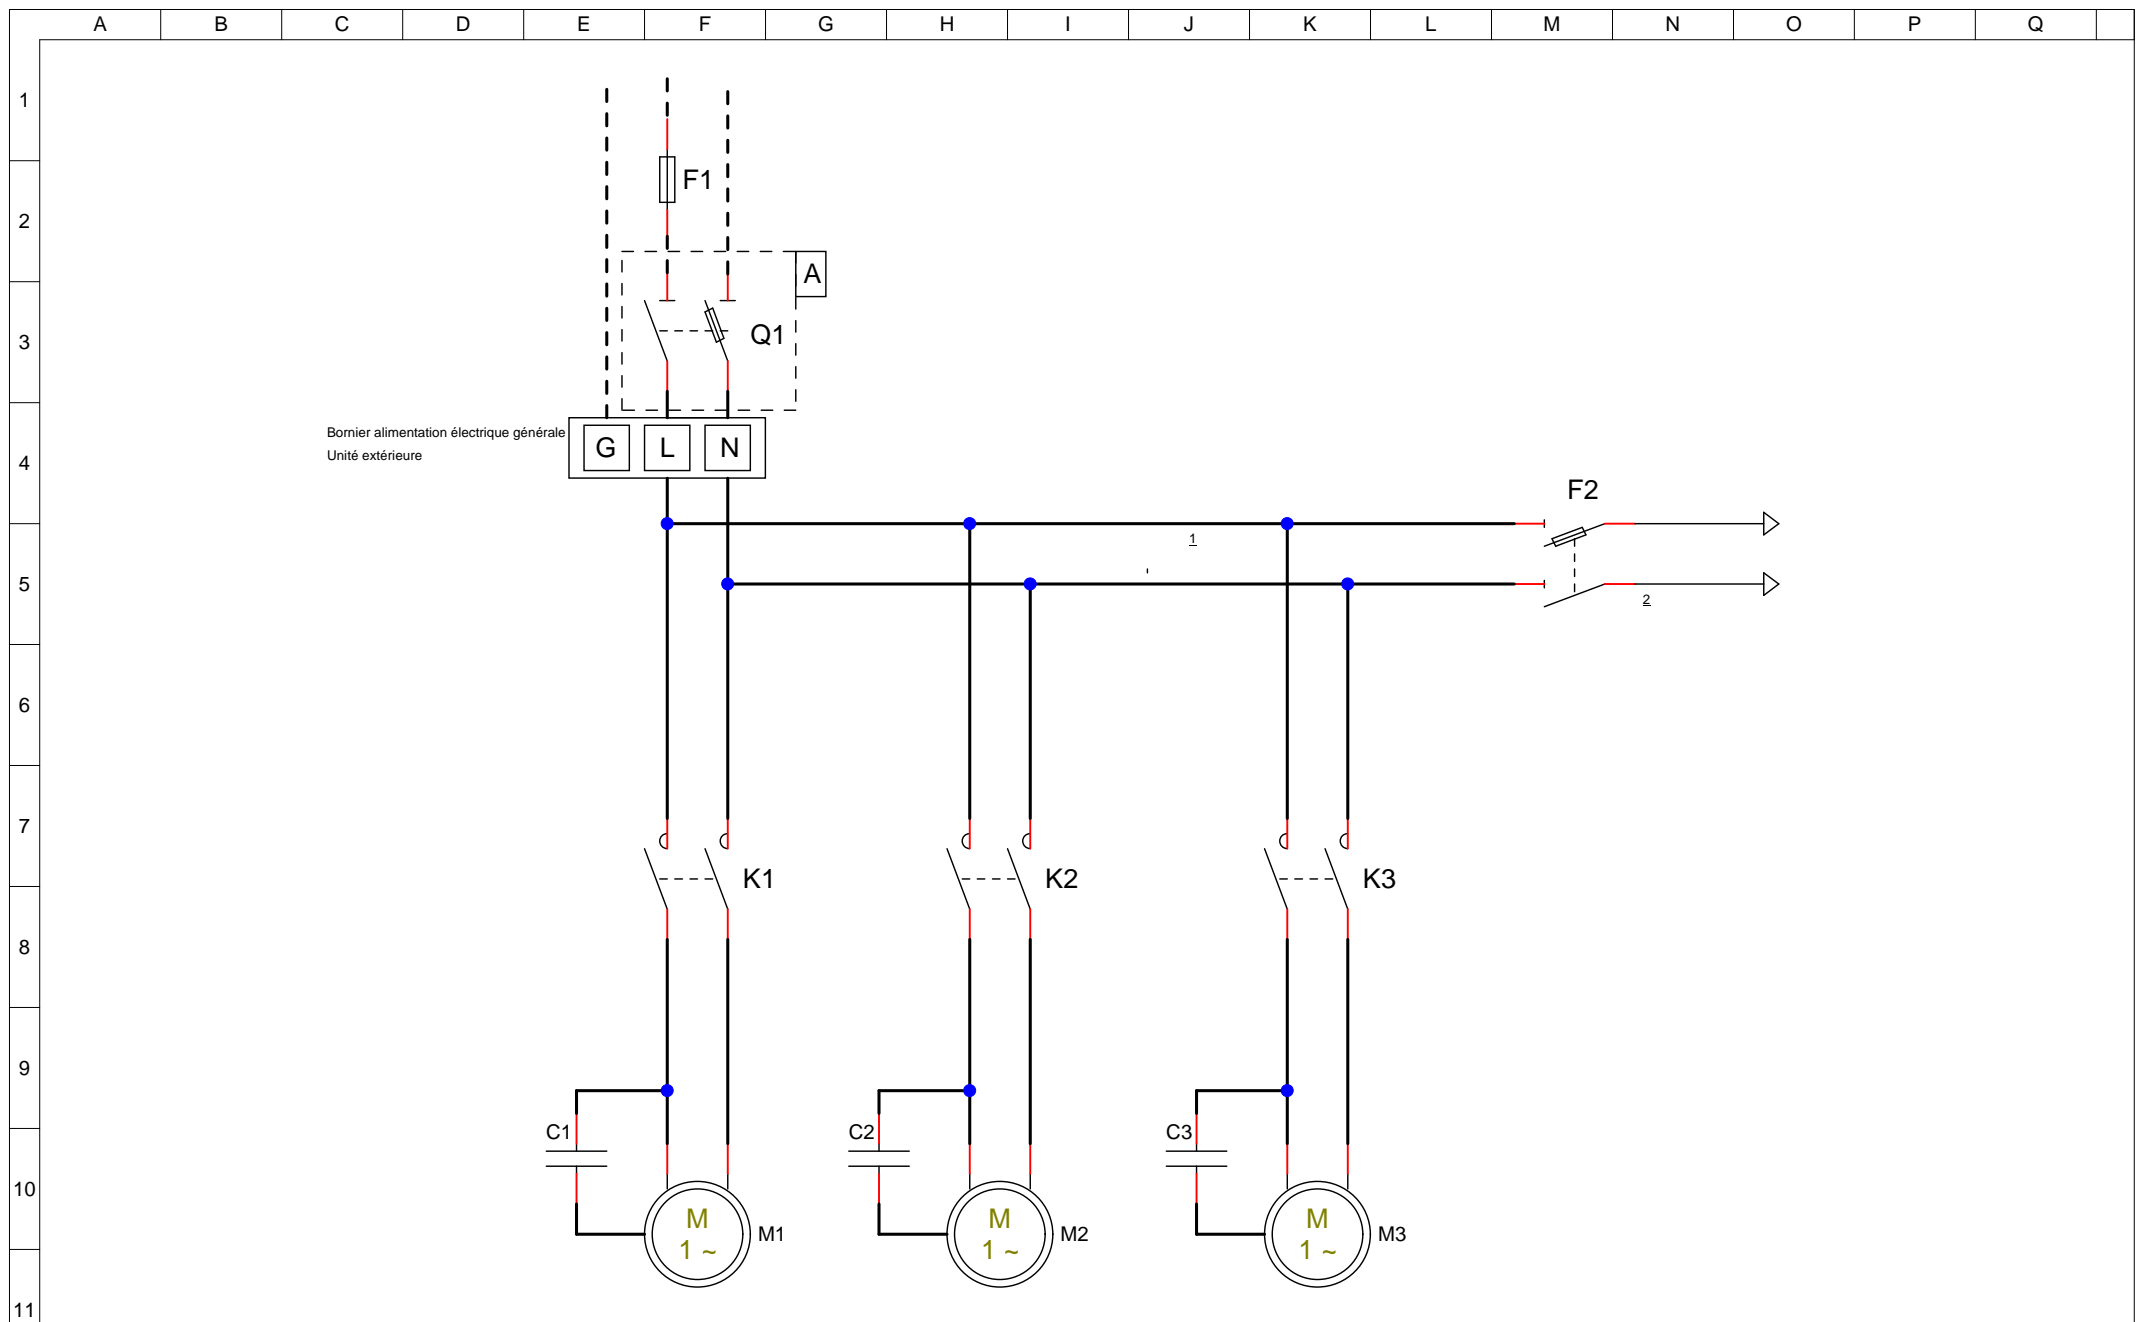 A B C D E F G H I J K L M N O P Q
1
F1
2
A
3
Q1
Bornier alimentation électrique générale
Unité extérieure
G L N
4
F2
1
5
2
6
7
K1 K2 K3
8
9
C1 C2 C3
10
M M M
1 ~ 1 ~ 1 ~
M1 M2 M3
11